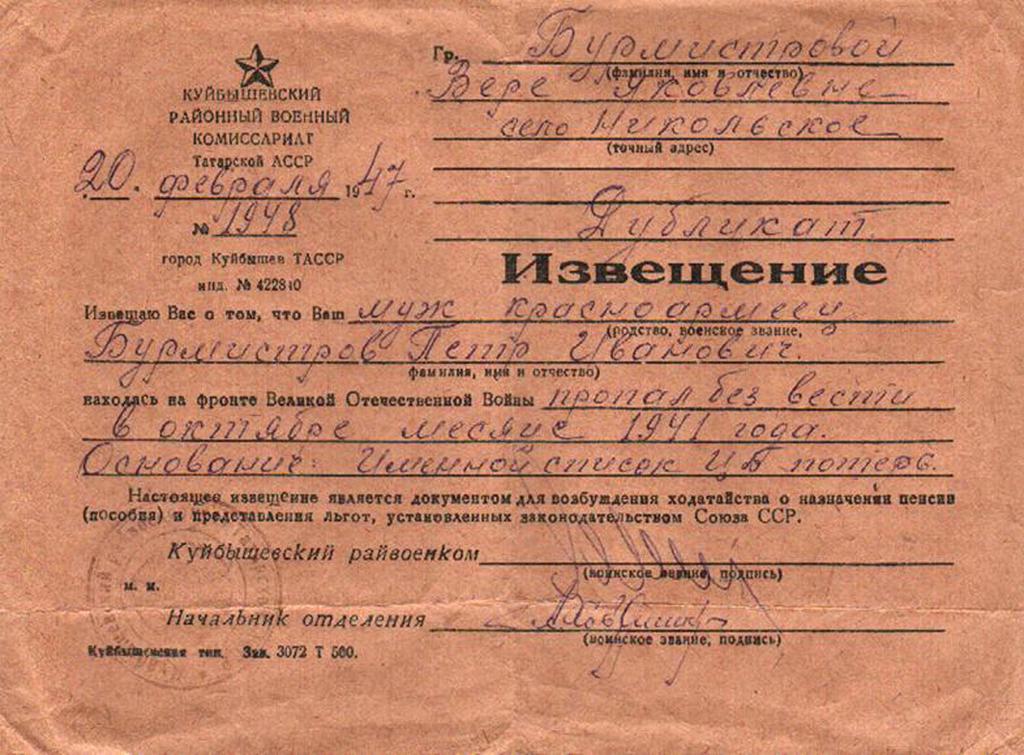 КУЙБЫШЕВСКИЙ
РАЙОННЫЙ ВОЕННЫЙ
КОМИССАРИАТ
Татарской АССР
20. февраля 1947 г.
№ 1948
город Куйбышев ТАССР
инд. № 422840
Гр. Бурмистровой
(фамилия, имя и отчество)
Вере Яковлевне
село Никольское
(точный адрес)
Дубликат.
Извещение
Извещаю Вас о том, что Ваш муж красноармеец
(родство, военское звание,
Бурмистров Петр Иванович.
фамилия, имя и отчество)
находясь на фронте Великой Отечественной Войны пропал без вести
в октябре месяце 1941 года.
Основание: Именной список ЦБ потерь.
Настоящее извещение является документом для возбуждения ходатайства о назначении пенсии
(пособия) и представления льгот, установленных законодательством Союза ССР.
Куйбышевский райвоенком
(воинское звание, подпись)
м. п.
Начальник отделения
(воинское звание, подпись)
Куйбышевская тип. Зак. 3072 Т 500.